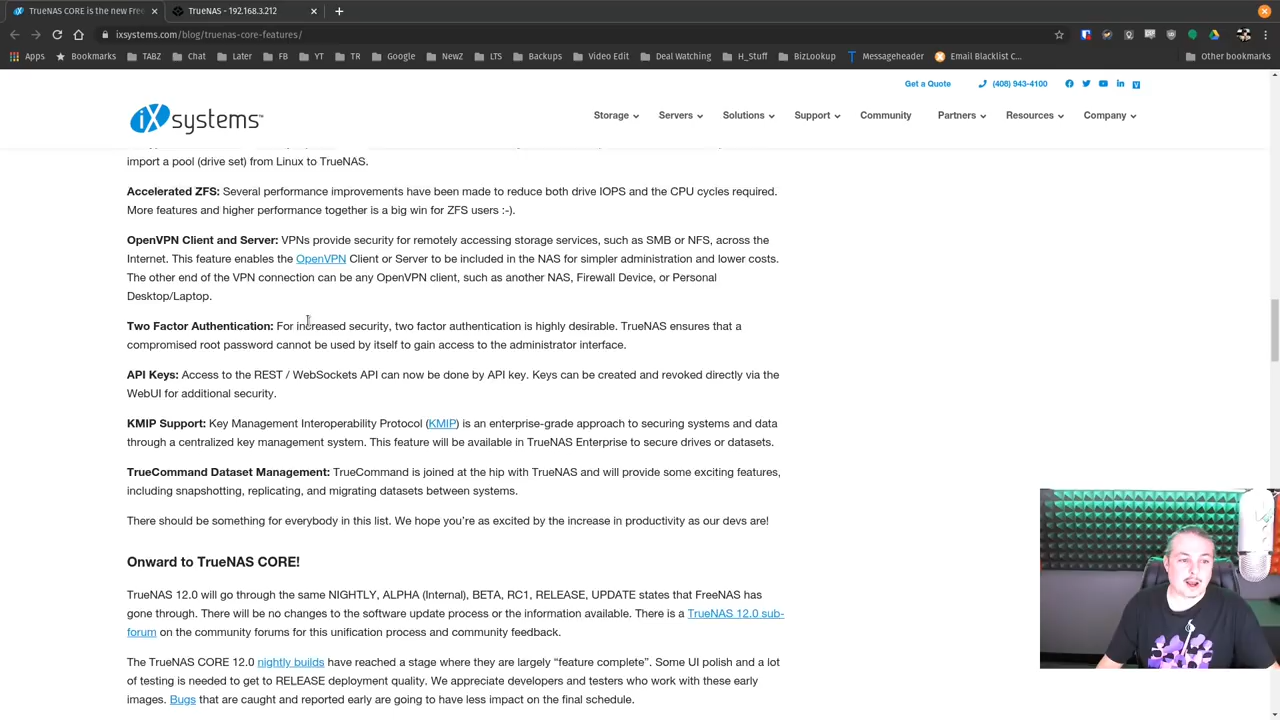 TrueNAS CORE is the new Free
TrueNAS - 192.168.3.212
ixsystems.com/blog/truenas-core-features/
Apps Bookmarks TABZ Chat Later FB YT TR Google NewZ LTS Backups Video Edit Deal Watching H_Stuff BizLookup Messageheader Email Blacklist C... Other bookmarks
Get a Quote (408) 943-4100
iXsystems
Storage Servers Solutions Support Community Partners Resources Company
import a pool (drive set) from Linux to TrueNAS.
Accelerated ZFS: Several performance improvements have been made to reduce both drive IOPS and the CPU cycles required.
More features and higher performance together is a big win for ZFS users :-).
OpenVPN Client and Server: VPNs provide security for remotely accessing storage services, such as SMB or NFS, across the
Internet. This feature enables the OpenVPN Client or Server to be included in the NAS for simpler administration and lower costs.
The other end of the VPN connection can be any OpenVPN client, such as another NAS, Firewall Device, or Personal
Desktop/Laptop.
Two Factor Authentication: For increased security, two factor authentication is highly desirable. TrueNAS ensures that a
compromised root password cannot be used by itself to gain access to the administrator interface.
API Keys: Access to the REST / WebSockets API can now be done by API key. Keys can be created and revoked directly via the
WebUI for additional security.
KMIP Support: Key Management Interoperability Protocol (KMIP) is an enterprise-grade approach to securing systems and data
through a centralized key management system. This feature will be available in TrueNAS Enterprise to secure drives or datasets.
TrueCommand Dataset Management: TrueCommand is joined at the hip with TrueNAS and will provide some exciting features,
including snapshotting, replicating, and migrating datasets between systems.
There should be something for everybody in this list. We hope you're as excited by the increase in productivity as our devs are!
Onward to TrueNAS CORE!
TrueNAS 12.0 will go through the same NIGHTLY, ALPHA (Internal), BETA, RC1, RELEASE, UPDATE states that FreeNAS has
gone through. There will be no changes to the software update process or the information available. There is a TrueNAS 12.0 sub-
forum on the community forums for this unification process and community feedback.
The TrueNAS CORE 12.0 nightly builds have reached a stage where they are largely “feature complete”. Some UI polish and a lot
of testing is needed to get to RELEASE deployment quality. We appreciate developers and testers who work with these early
images. Bugs that are caught and reported early are going to have less impact on the final schedule.